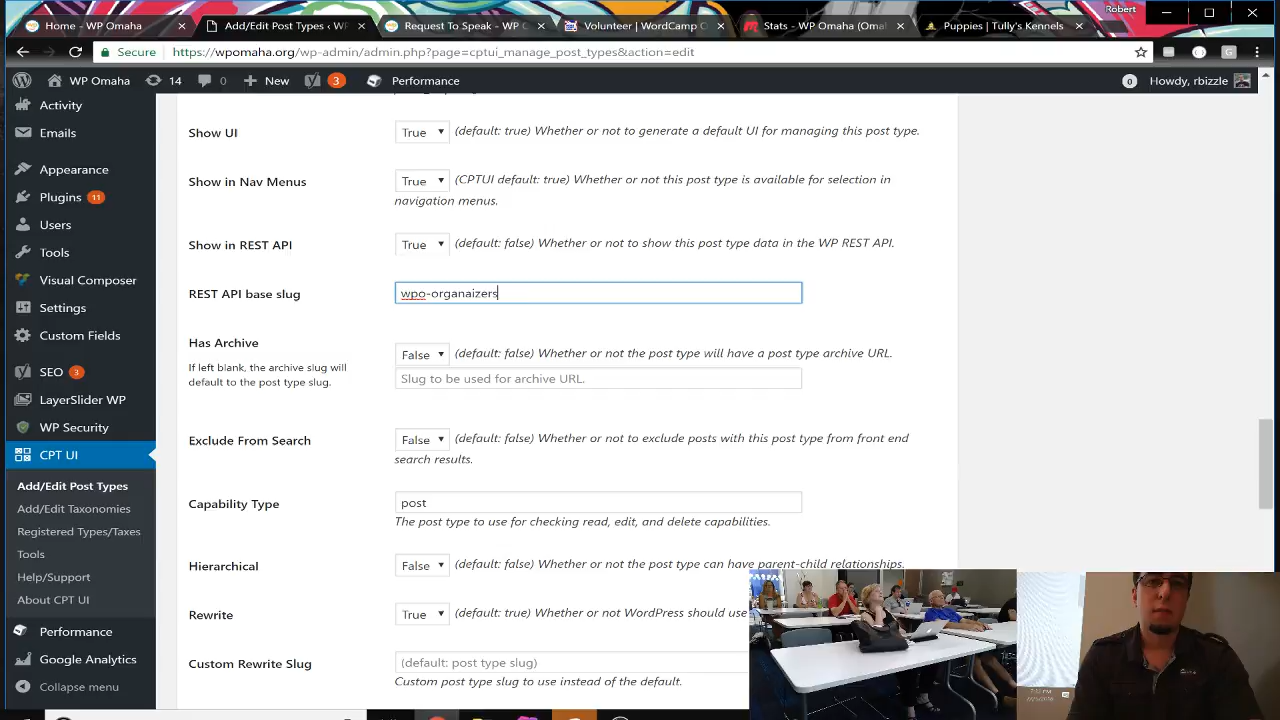 Robert
Home - WP Omaha
Add/Edit Post Types ‹ W
Request To Speak - WP C
Volunteer | WordCamp C
Stats - WP Omaha (Oma
Puppies | Tully's Kennels
Secure
https://wpomaha.org/wp-admin/admin.php?page=cptui_manage_post_types&action=edit
WP Omaha
14
0
New
3
Performance
0
Howdy, rbizzle
Activity
Emails
Appearance
Plugins 11
Users
Tools
Visual Composer
Settings
Custom Fields
SEO 3
LayerSlider WP
WP Security
CPT UI
Add/Edit Post Types
Add/Edit Taxonomies
Registered Types/Taxes
Tools
Help/Support
About CPT UI
Performance
Google Analytics
Collapse menu
Show UI
True (default: true) Whether or not to generate a default UI for managing this post type.
Show in Nav Menus
True (CPTUI default: true) Whether or not this post type is available for selection in
navigation menus.
Show in REST API
True (default: false) Whether or not to show this post type data in the WP REST API.
REST API base slug
wpo-organaizers
Has Archive
If left blank, the archive slug will
default to the post type slug.
False (default: false) Whether or not the post type will have a post type archive URL.
Slug to be used for archive URL.
Exclude From Search
False (default: false) Whether or not to exclude posts with this post type from front end
search results.
Capability Type
post
The post type to use for checking read, edit, and delete capabilities.
Hierarchical
False (default: false) Whether or not the post type can have parent-child relationships.
Rewrite
True (default: true) Whether or not WordPress should use
Custom Rewrite Slug
(default: post type slug)
Custom post type slug to use instead of the default.